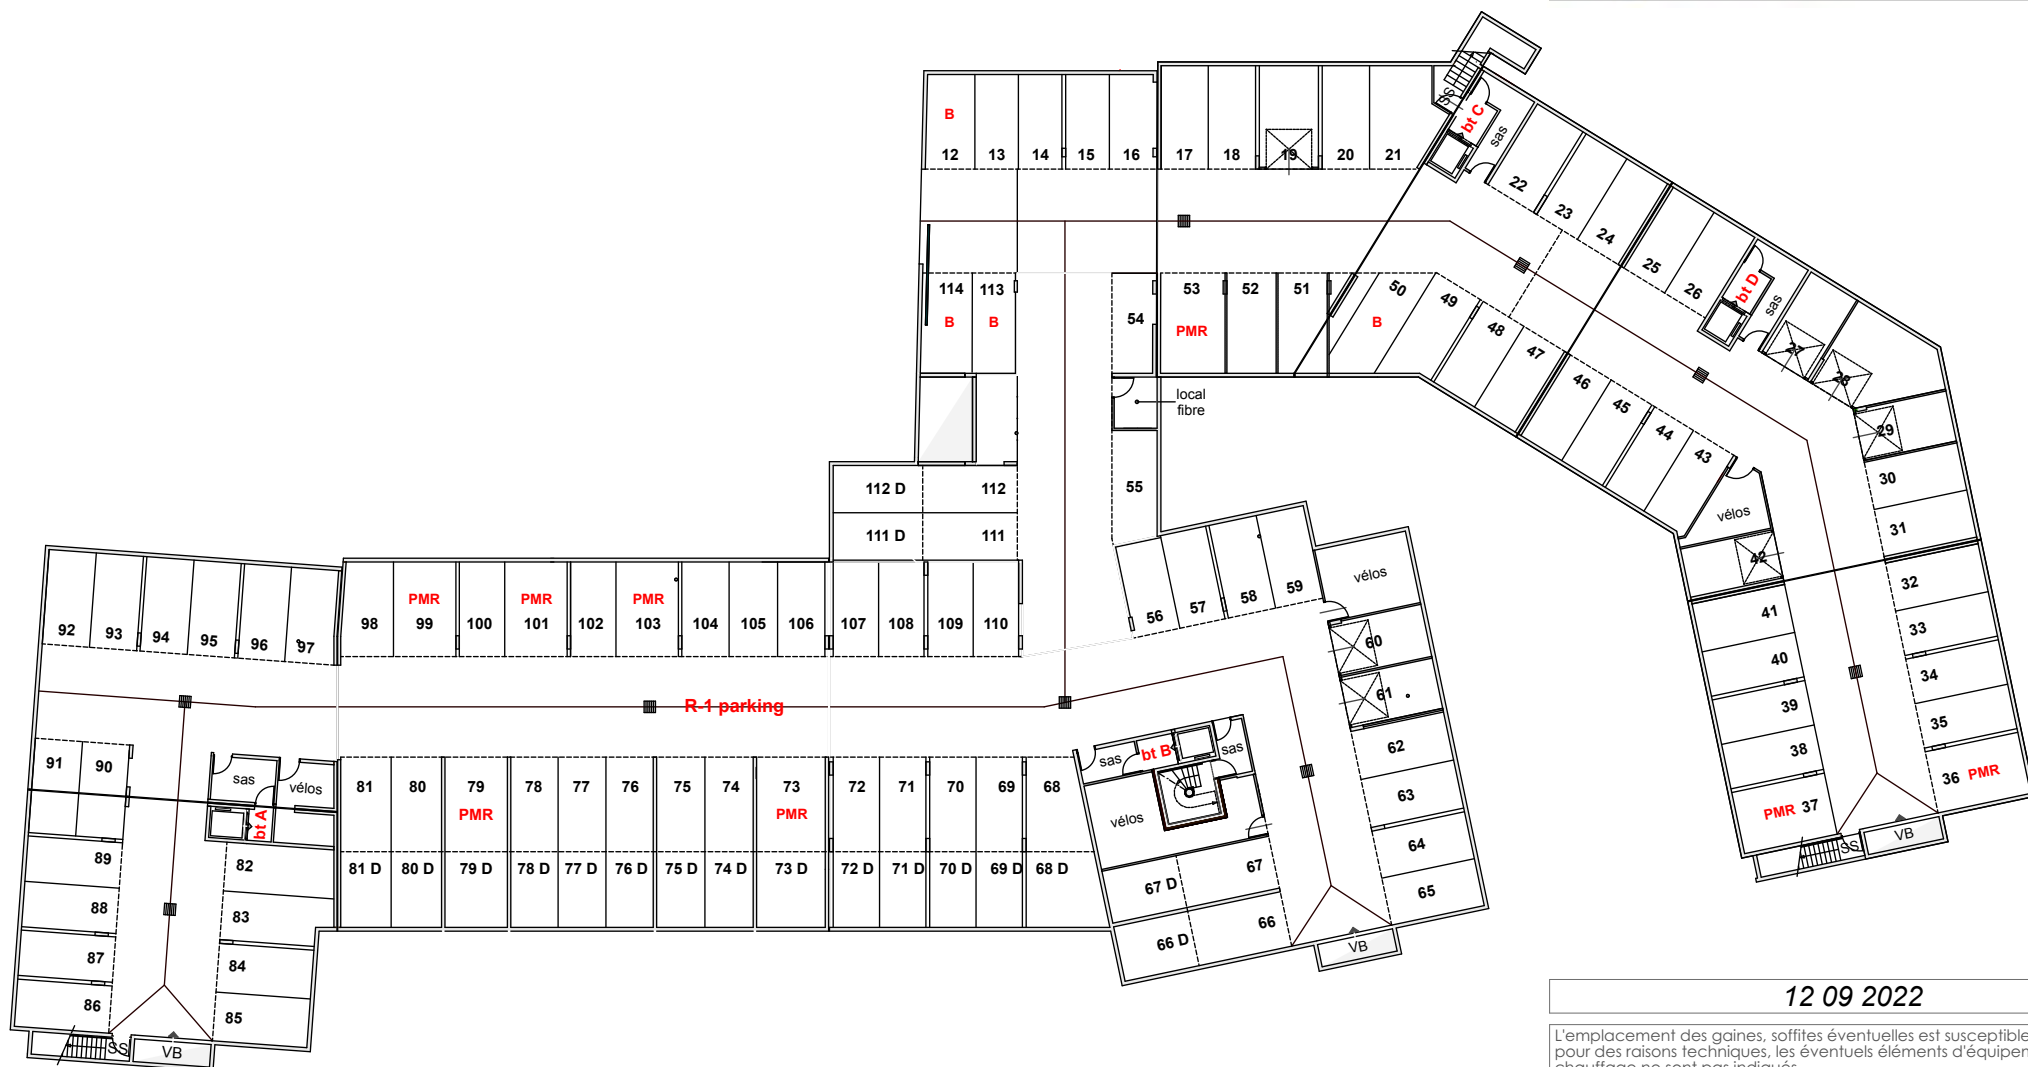 B
12 13 14 15 16 17 18 19 20 21
SS
bt C
sas
22 23 24 25 26
bt D
sas
27 28
29
30
31
32
33
34
35
36 PMR
VB
SS
PMR 37
38
39
40
41
42
vélos
43 44 45 46 47 48 49 50
B
51 52 53
PMR
54
114 113
B B
local
fibre
55
112 D 112
111 D 111
56 57 58 59
vélos
60
61
62
63
64
65
VB
66
66 D
67
67 D
vélos
sas
bt B
sas
92 93 94 95 96 97
PMR PMR PMR
98 99 100 101 102 103 104 105 106 107 108 109 110
R-1 parking
91 90
sas
vélos
bt A
81 80 79 78 77 76 75 74 73 72 71 70 69 68
PMR PMR
81 D 80 D 79 D 78 D 77 D 76 D 75 D 74 D 73 D 72 D 71 D 70 D 69 D 68 D
89
88
87
86
82
83
84
85
SS
VB
12 09 2022
L'emplacement des gaines, soffites éventuelles est susceptible
pour des raisons techniques, les éventuels éléments d'équipem
chauffage ne sont pas indiqués